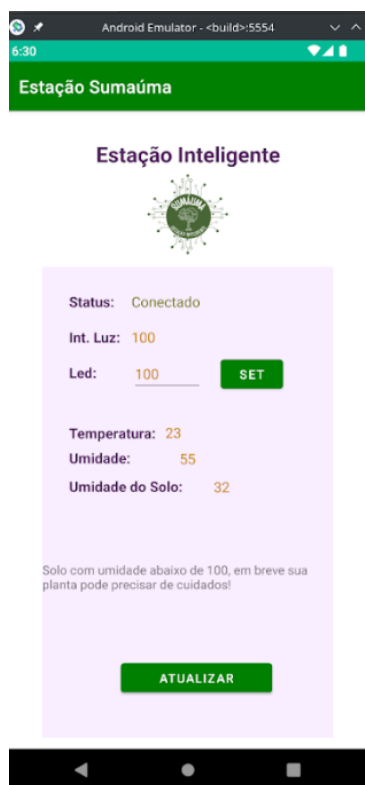 Android Emulator - <build>:5554
6:30
Estação Sumaúma
Estação Inteligente
SUMAÚMA
Status: Conectado
Int. Luz: 100
Led: 100 SET
Temperatura: 23
Umidade: 55
Umidade do Solo: 32
Solo com umidade abaixo de 100, em breve sua
planta pode precisar de cuidados!
ATUALIZAR